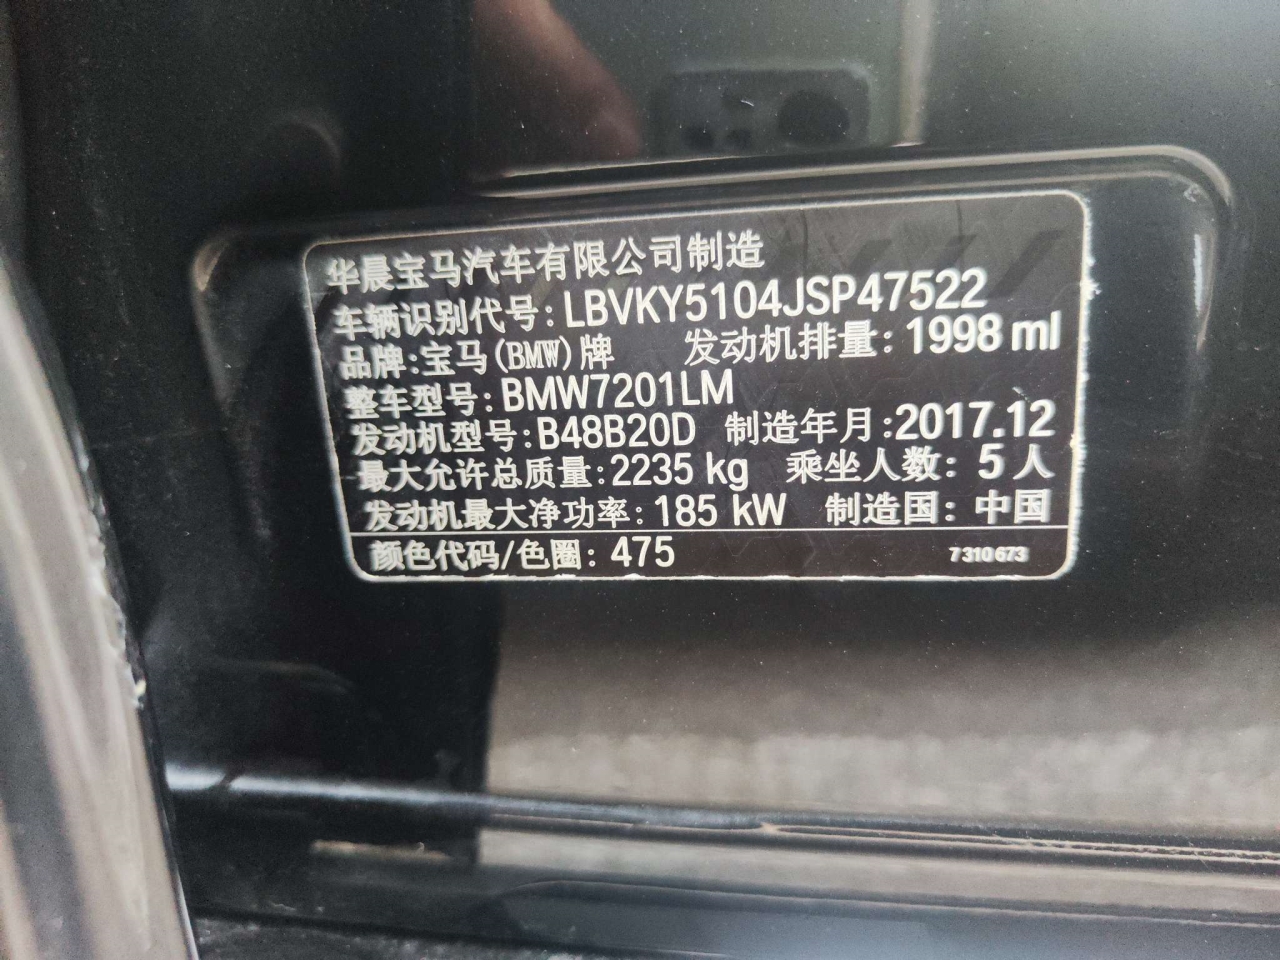 华晨宝马汽车有限公司制造
车辆识别代号:LBVKY5104JSP47522
品牌:宝马(BMW)牌 发动机排量:1998 ml
整车型号:BMW7201LM
发动机型号:B48B20D 制造年月:2017.12
最大允许总质量:2235 kg 乘坐人数:5人
发动机最大净功率:185 kW 制造国:中国
颜色代码/色圈:475 7310673